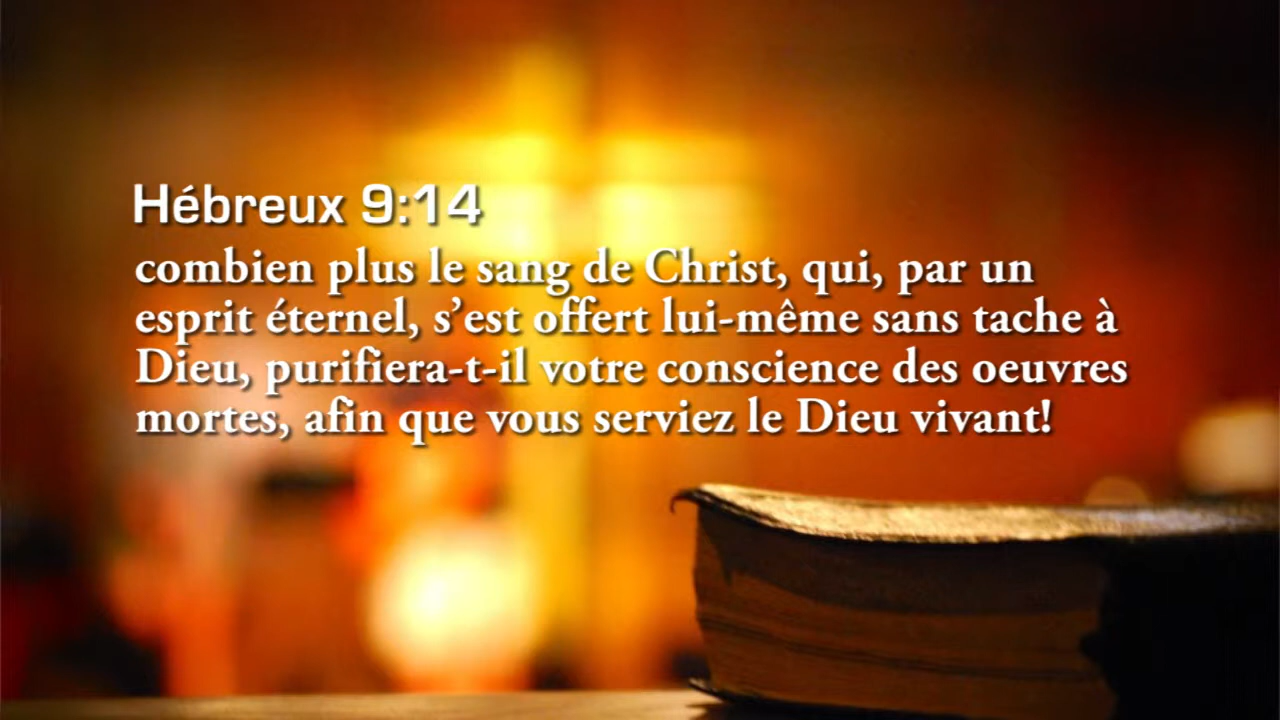 Hébreux 9:14
combien plus le sang de Christ, qui, par un
esprit éternel, s’est offert lui-même sans tache à
Dieu, purifiera-t-il votre conscience des oeuvres
mortes, afin que vous serviez le Dieu vivant!